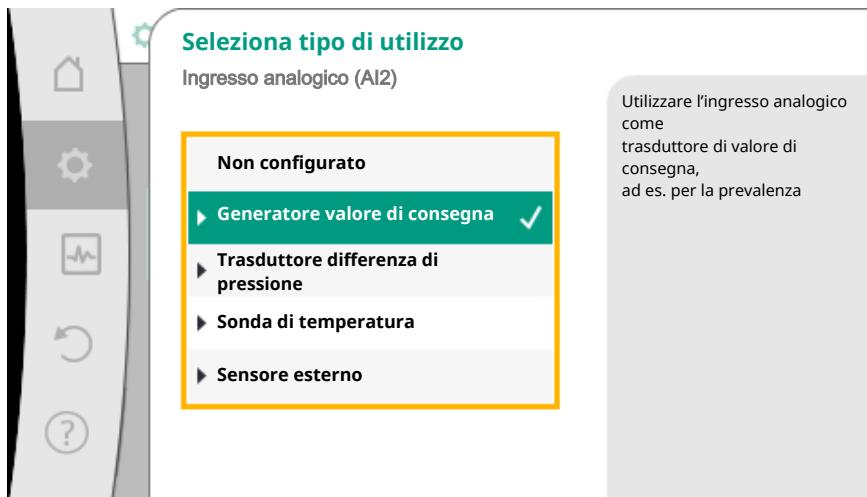 Seleziona tipo di utilizzo
Ingresso analogico (AI2)
Non configurato
Generatore valore di consegna
Trasduttore differenza di
pressione
Sonda di temperatura
Sensore esterno
Utilizzare l’ingresso analogico
come
trasduttore di valore di
consegna,
ad es. per la prevalenza